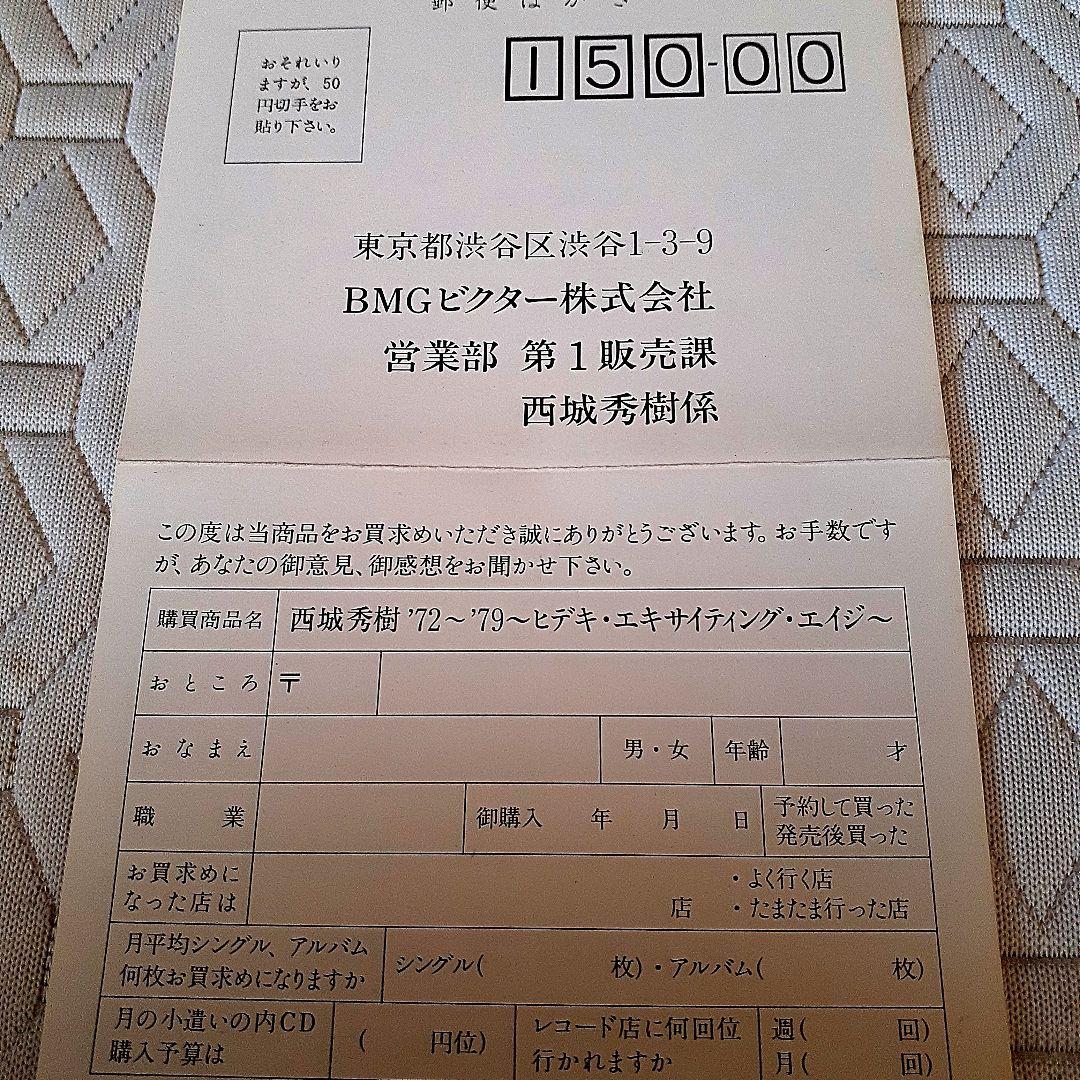 郵便はがき
おそれいり
ますが、50
円切手をお
貼り下さい。
150-00
東京都渋谷区渋谷1-3-9
BMGビクター株式会社
営業部 第1販売課
西城秀樹係
この度は当商品をお買求めいただき誠にありがとうございます。お手数です
が、あなたの御意見、御感想をお聞かせ下さい。
購買商品名 西城秀樹 '72〜'79〜ヒデキ・エキサイティング・エイジ〜
おところ 〒
おなまえ 男・女 年齢 才
職業 御購入 年 月 日 予約して買った
発売後買った
お買求めに
なった店は 店 ・よく行く店
・たまたま行った店
月平均シングル、アルバム
何枚お買求めになりますか シングル( 枚)・アルバム( 枚)
月の小遣いの内CD
購入予算は ( 円位) レコード店に何回位
行かれますか 週( 回)
月( 回)